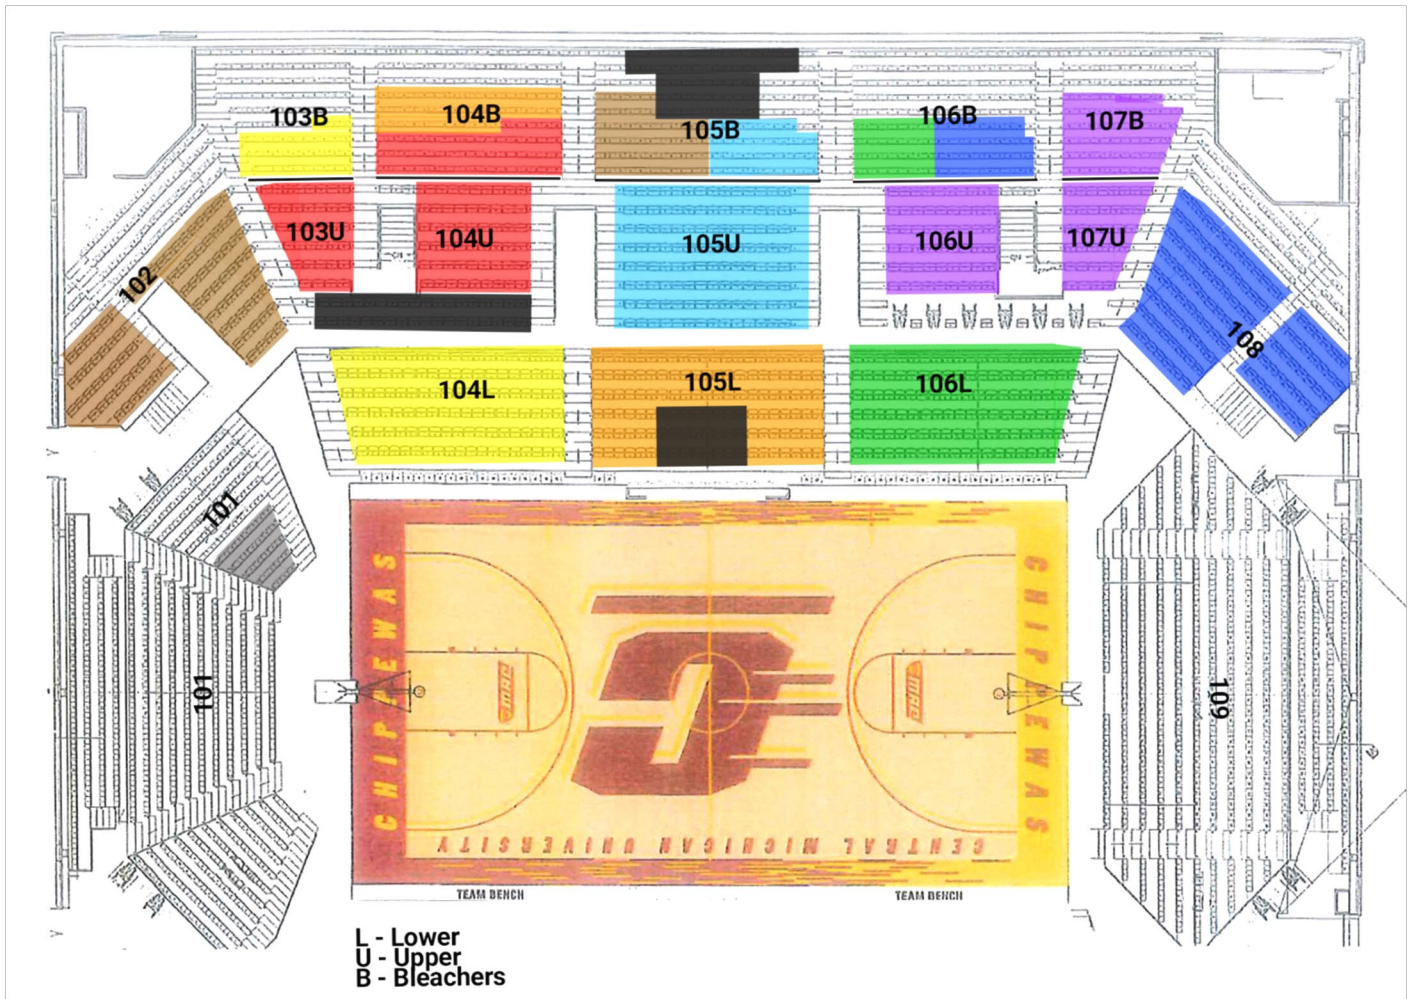 103B
104B
105B
106B
107B
103U
104U
105U
106U
107U
102
108
104L
105L
106L
101
101
109
CHIPPEWAS
CHIPPEWAS
CENTRAL MICHIGAN UNIVERSITY
TEAM BENCH
TEAM BENCH
L - Lower
U - Upper
B - Bleachers